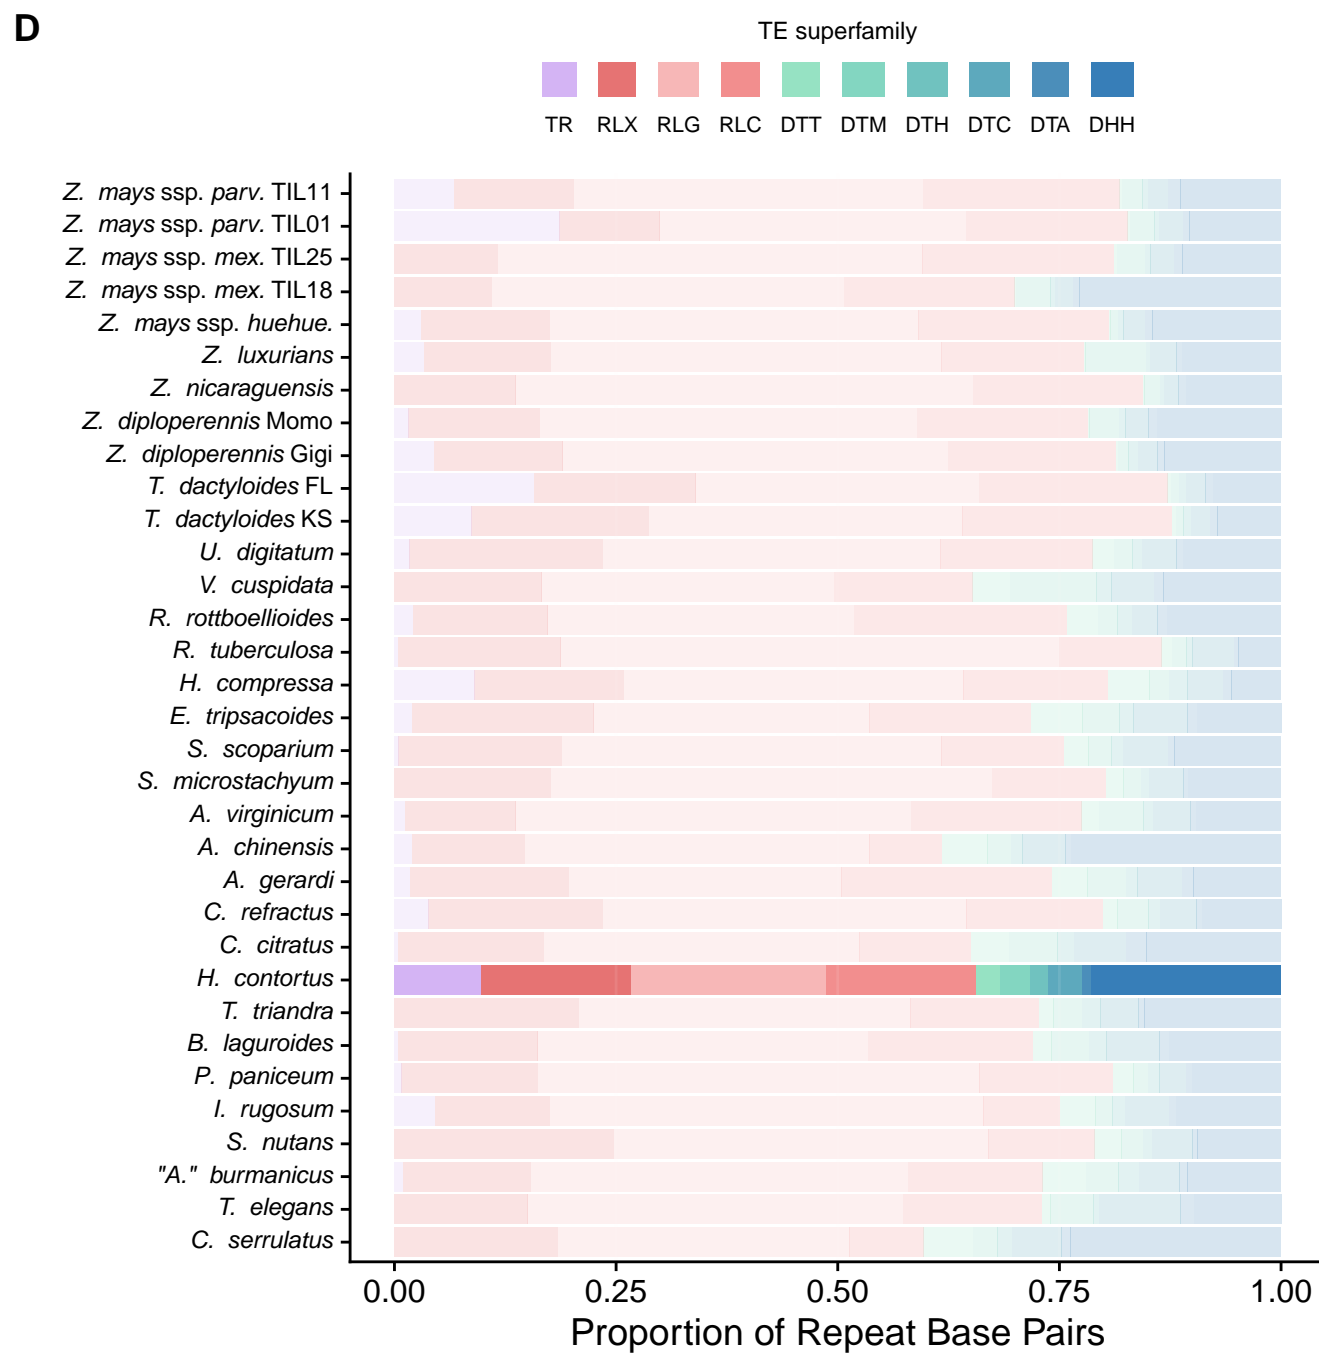 D
TE superfamily
TR RLX RLG RLC DTT DTM DTH DTC DTA DHH
Z. mays ssp. parv. TIL11
Z. mays ssp. parv. TIL01
Z. mays ssp. mex. TIL25
Z. mays ssp. mex. TIL18
Z. mays ssp. huehue.
Z. luxurians
Z. nicaraguensis
Z. diploperennis Momo
Z. diploperennis Gigi
T. dactyloides FL
T. dactyloides KS
U. digitatum
V. cuspidata
R. rottboellioides
R. tuberculosa
H. compressa
E. tripsacoides
S. scoparium
S. microstachyum
A. virginicum
A. chinensis
A. gerardi
C. refractus
C. citratus
H. contortus
T. triandra
B. laguroides
P. paniceum
I. rugosum
S. nutans
"A." burmanicus
T. elegans
C. serrulatus
0.00 0.25 0.50 0.75 1.00
Proportion of Repeat Base Pairs